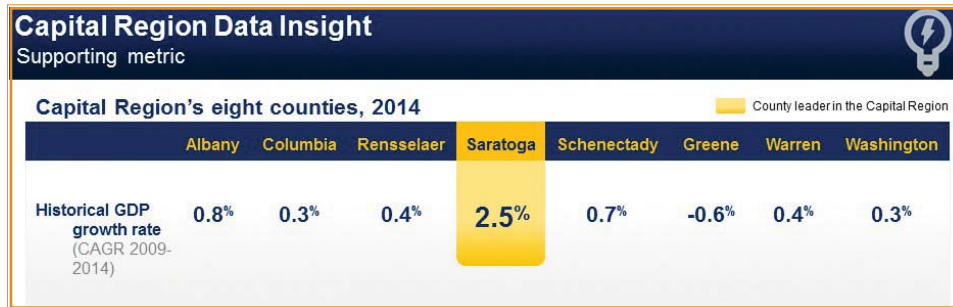 Capital Region Data Insight
Supporting metric
Capital Region's eight counties, 2014
County leader in the Capital Region
Albany Columbia Rensselaer Saratoga Schenectady Greene Warren Washington
Historical GDP growth rate (CAGR 2009-2014) 0.8% 0.3% 0.4% 2.5% 0.7% -0.6% 0.4% 0.3%